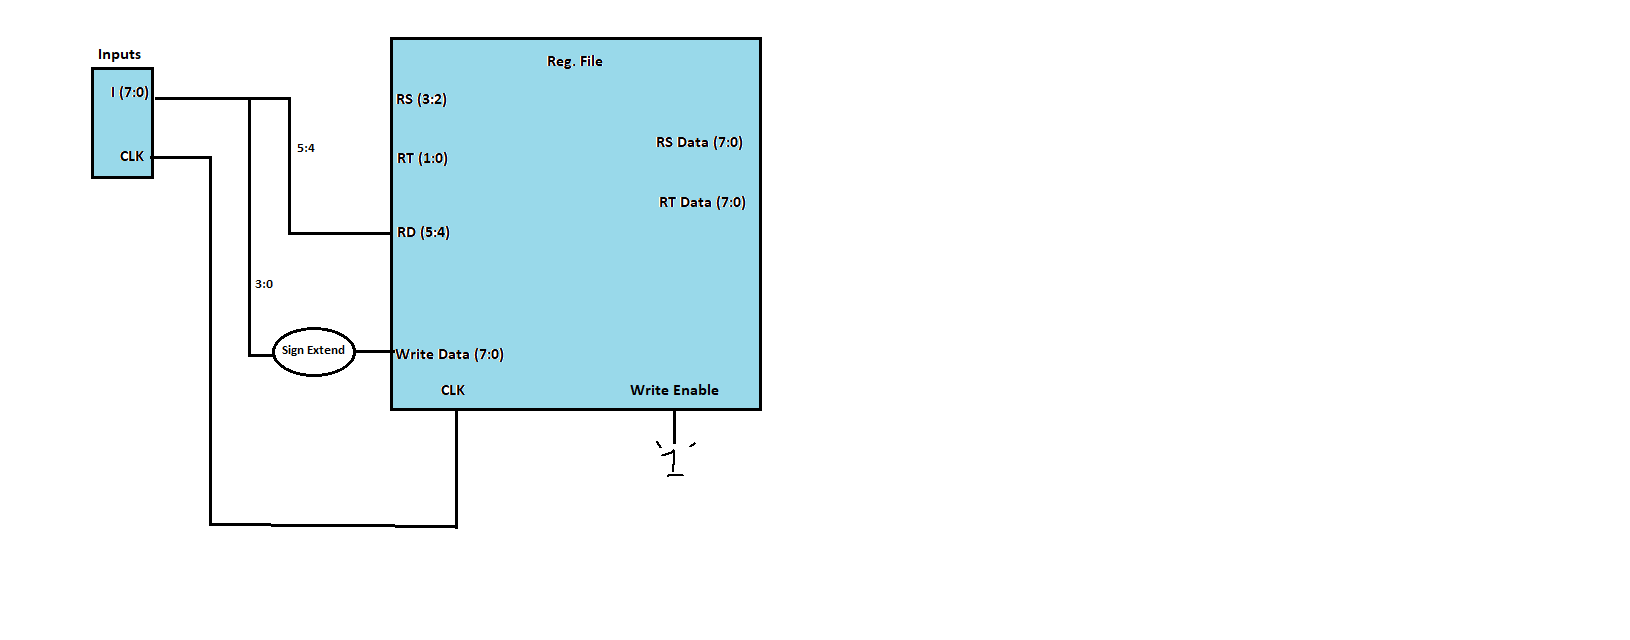 Inputs
I (7:0)
CLK
5:4
3:0
Sign Extend
Reg. File
RS (3:2)
RT (1:0)
RD (5:4)
Write Data (7:0)
CLK
RS Data (7:0)
RT Data (7:0)
Write Enable
'1'